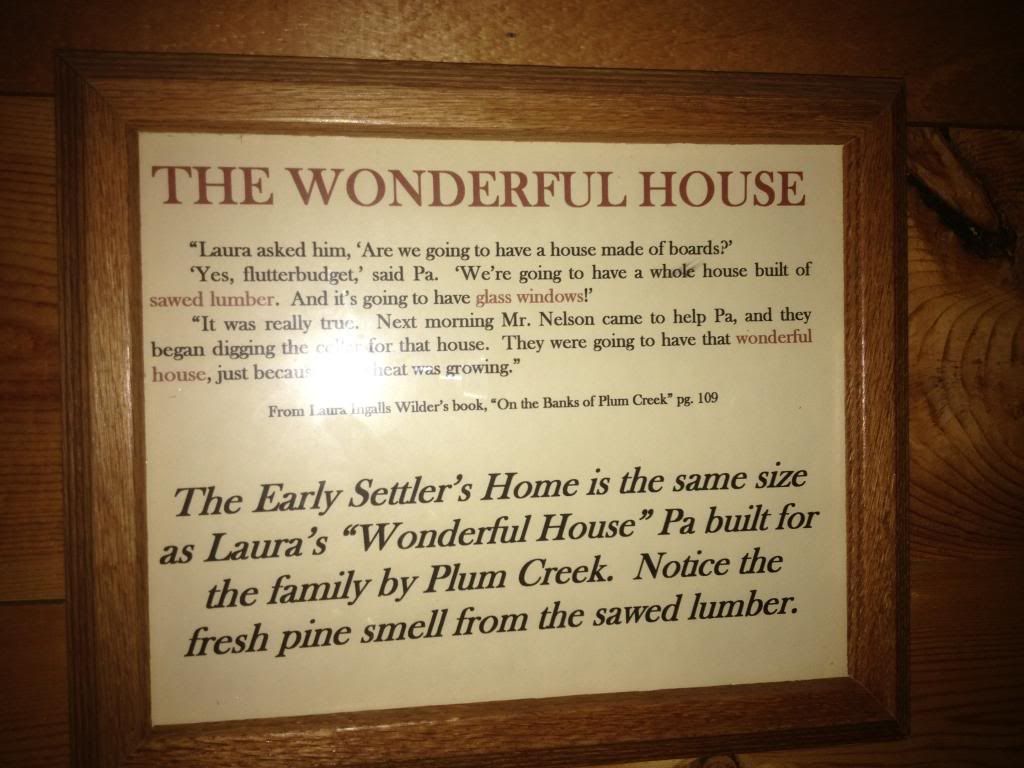 THE WONDERFUL HOUSE
“Laura asked him, ‘Are we going to have a house made of boards?’
‘Yes, flutterbudget,’ said Pa. ‘We’re going to have a whole house built of
sawed lumber. And it’s going to have glass windows!’
“It was really true. Next morning Mr. Nelson came to help Pa, and they
began digging the cellar for that house. They were going to have that wonderful
house, just because heat was growing.”
From Laura Ingalls Wilder’s book, “On the Banks of Plum Creek” pg. 109
The Early Settler’s Home is the same size
as Laura’s “Wonderful House” Pa built for
the family by Plum Creek. Notice the
fresh pine smell from the sawed lumber.